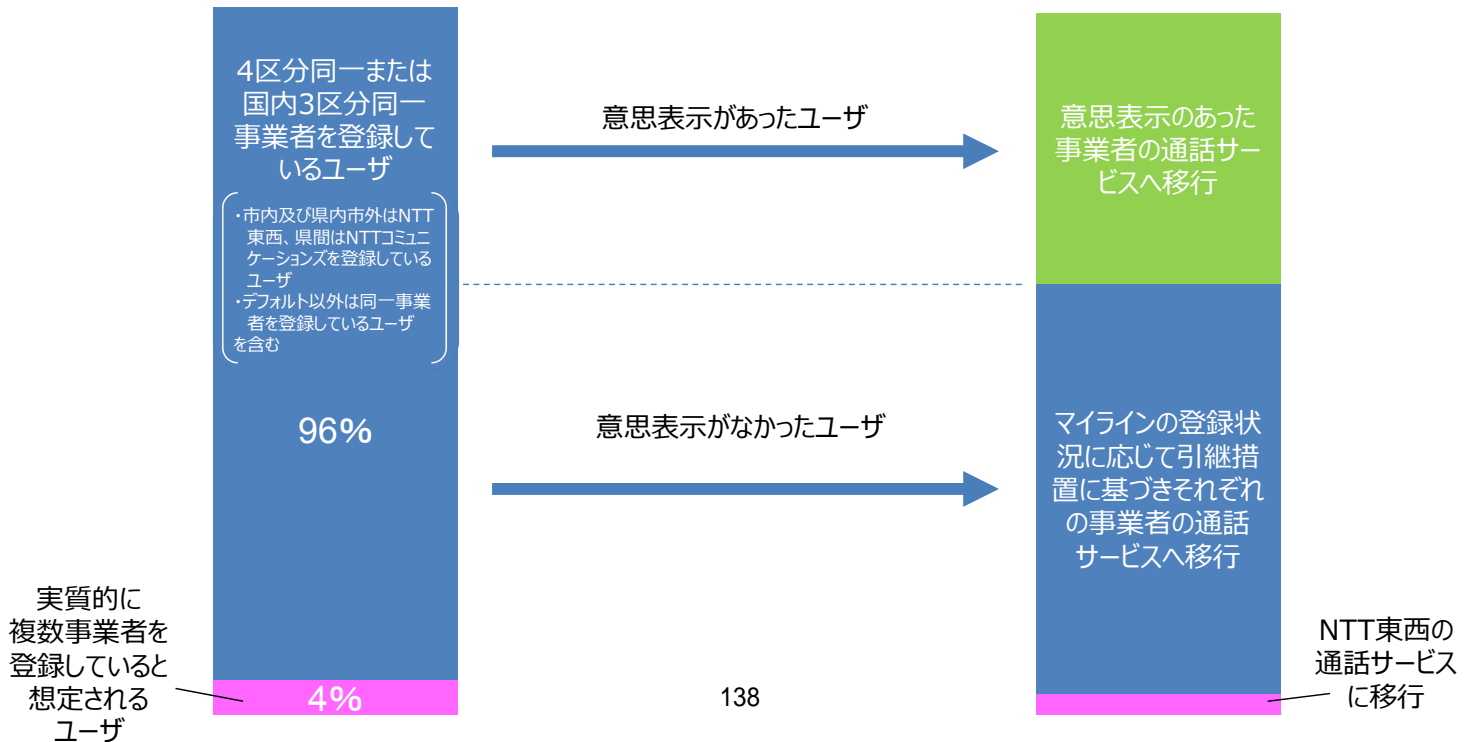 4区分同一または
国内3区分同一
事業者を登録して
いるユーザ
・市内及び県内市外はNTT
東西、県間はNTTコミュニ
ケーションズを登録している
ユーザ
・デフォルト以外は同一事業
者を登録しているユーザ
を含む
96%
実質的に
複数事業者を
登録していると
想定される
ユーザ
4%
意思表示があったユーザ
意思表示がなかったユーザ
138
意思表示のあった
事業者の通話サー
ビスへ移行
マイラインの登録状
況に応じて引継措
置に基づきそれぞれ
の事業者の通話
サービスへ移行
NTT東西の
通話サービス
に移行